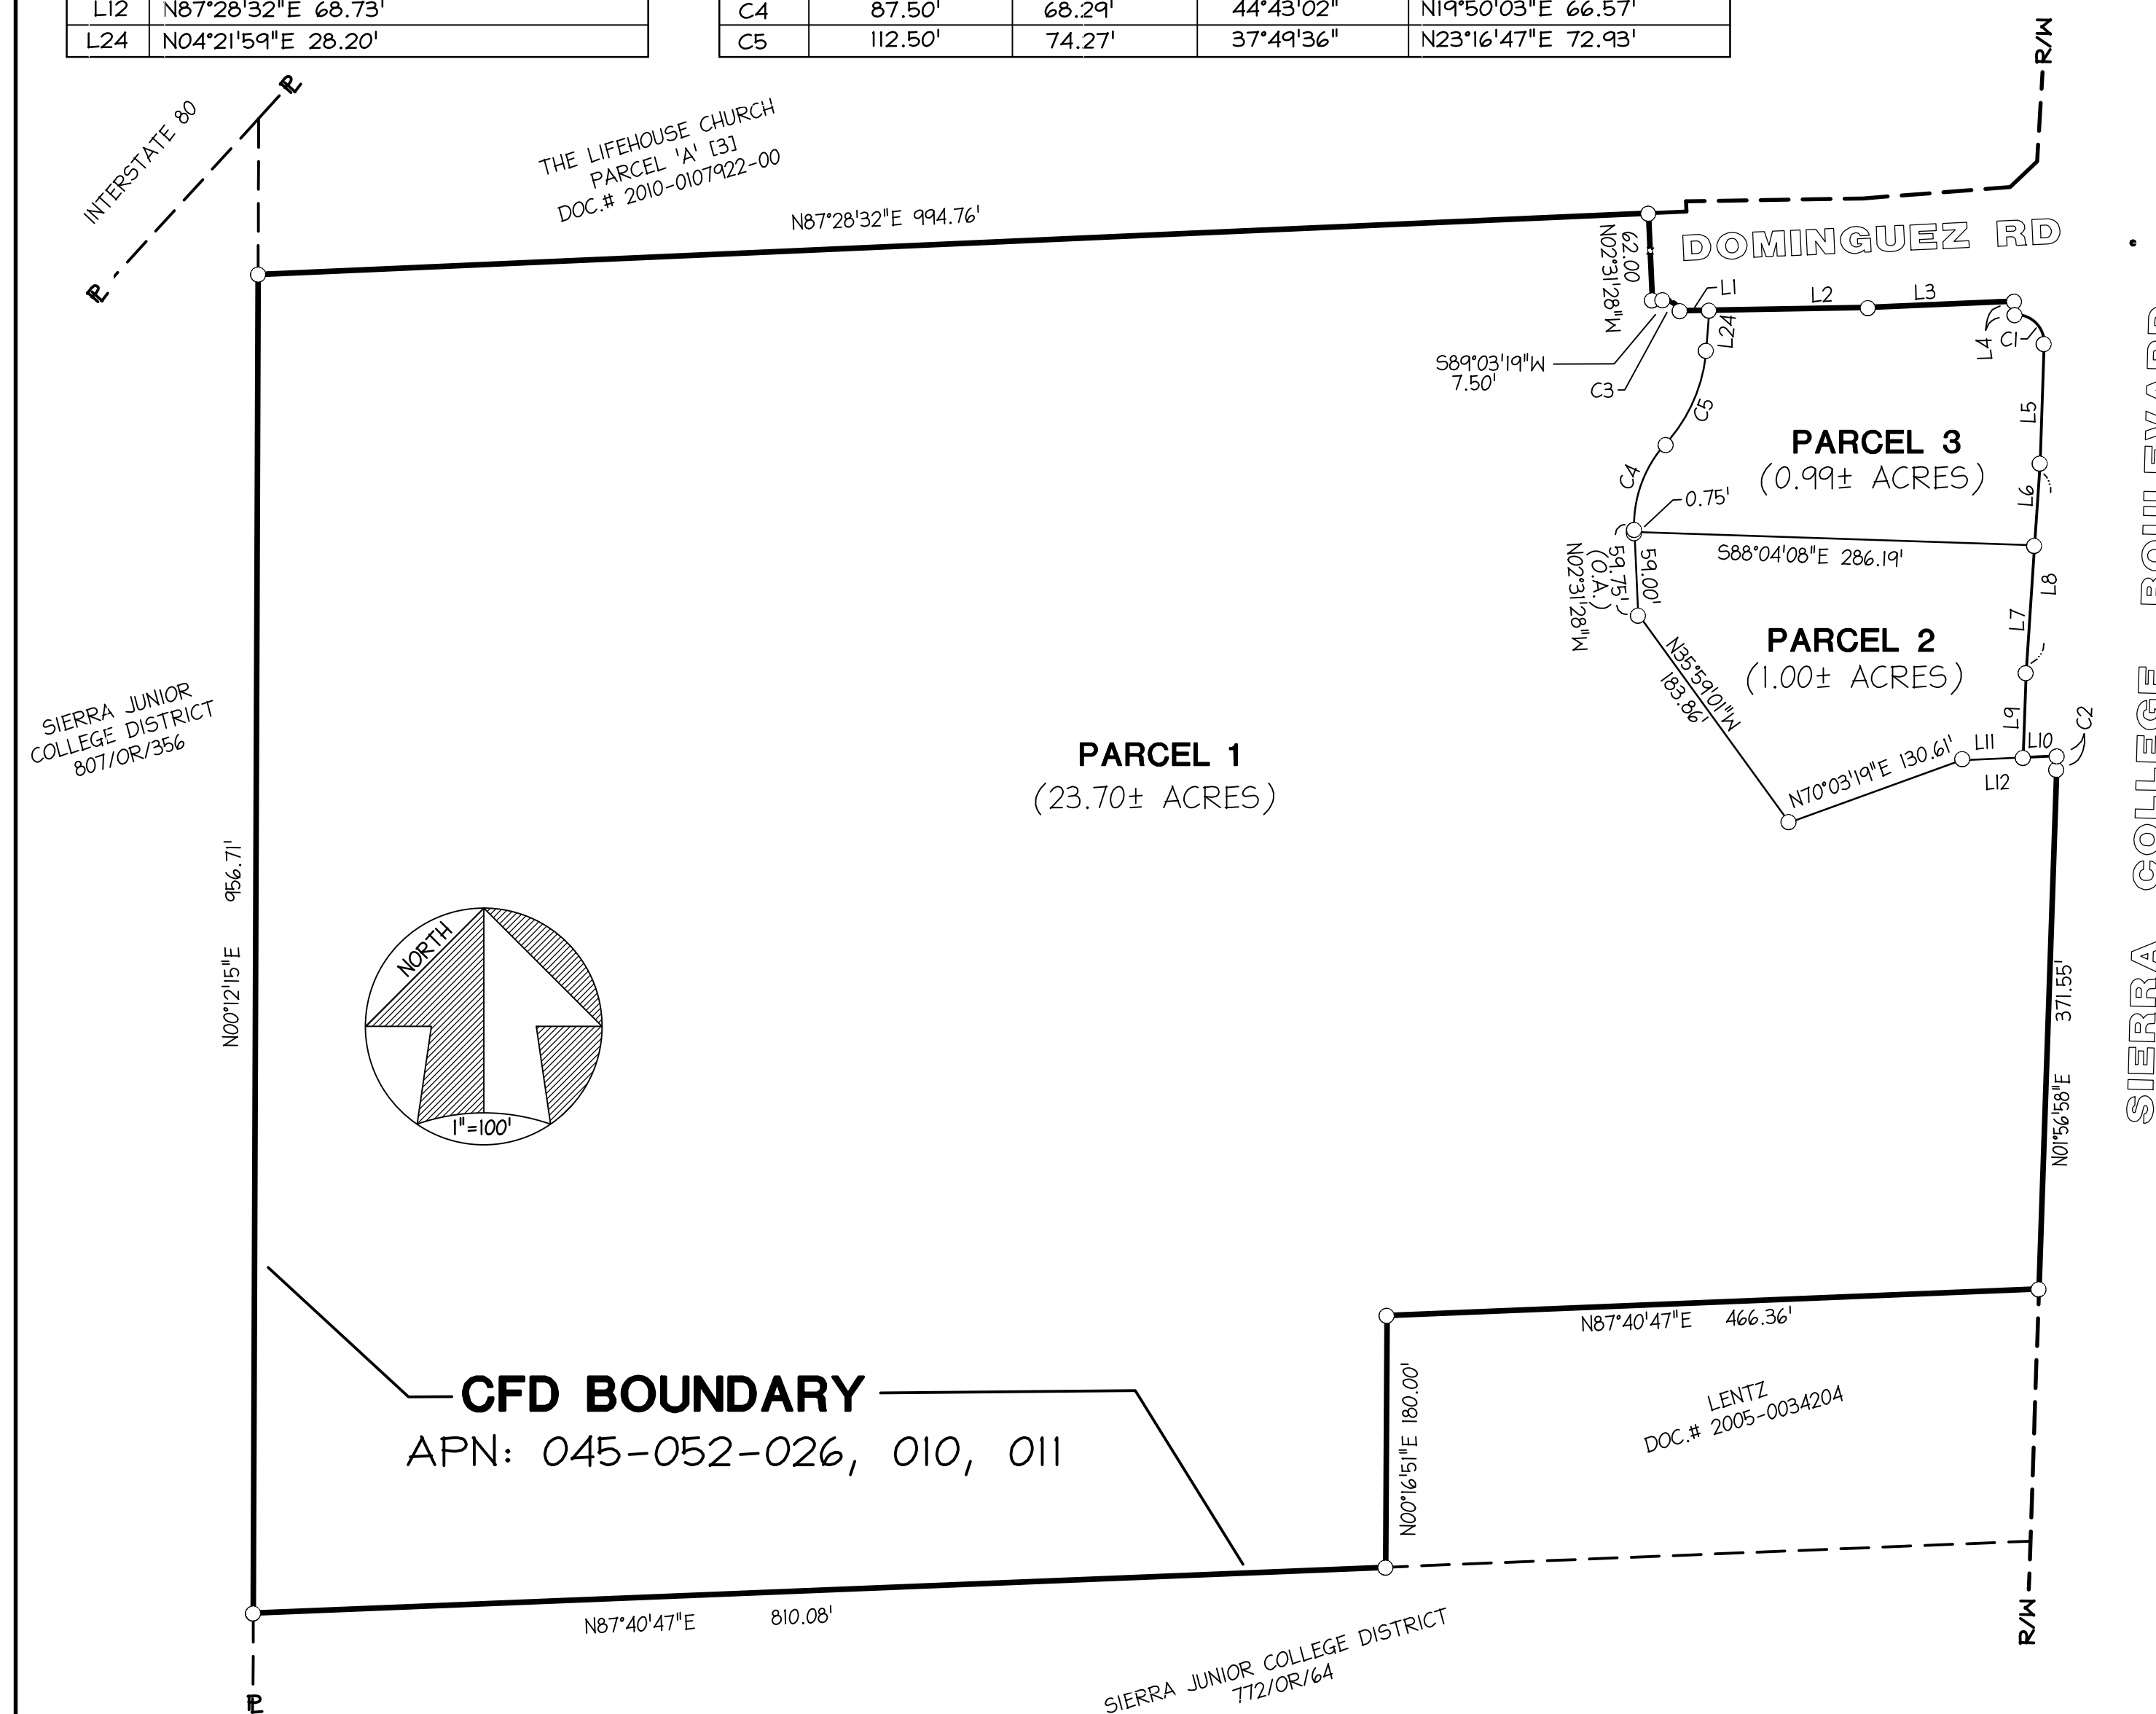 L12 N87°28'32"E 68.73'
L24 N04°21'59"E 28.20'
C4 87.50' 68.29' 44°43'02" N19°50'03"E 66.57'
C5 112.50' 74.27' 37°49'36" N23°16'47"E 72.93'
R/W
PL
INTERSTATE 80
PL
THE LIFEHOUSE CHURCH
PARCEL 'A' [3]
DOC.# 2010-0107922-00
N87°28'32"E 994.76'
62.00
N02°31'28"W
DOMINGUEZ RD
L1
L2
L3
L24
L4
C1
S89°03'19"W
7.50'
C3
C5
L5
PARCEL 3
(0.99± ACRES)
C4
0.75'
L6
S88°04'08"E 286.19'
59.00'
59.75'
(O.A.)
N02°31'28"W
L8
L7
PARCEL 2
(1.00± ACRES)
N35°59'01"W
183.86'
L9
C2
L11
L10
L12
N70°03'19"E 130.61'
SIERRA COLLEGE BOULEVARD
SIERRA JUNIOR
COLLEGE DISTRICT
807/OR/356
PARCEL 1
(23.70± ACRES)
N00°12'15"E 956.71'
NORTH
1"=100'
N01°56'58"E 371.55'
N87°40'47"E 466.36'
LENTZ
DOC.# 2005-0034204
N00°16'51"E 180.00'
CFD BOUNDARY
APN: 045-052-026, 010, 011
N87°40'47"E 810.08'
SIERRA JUNIOR COLLEGE DISTRICT
772/OR/64
R/W
PL